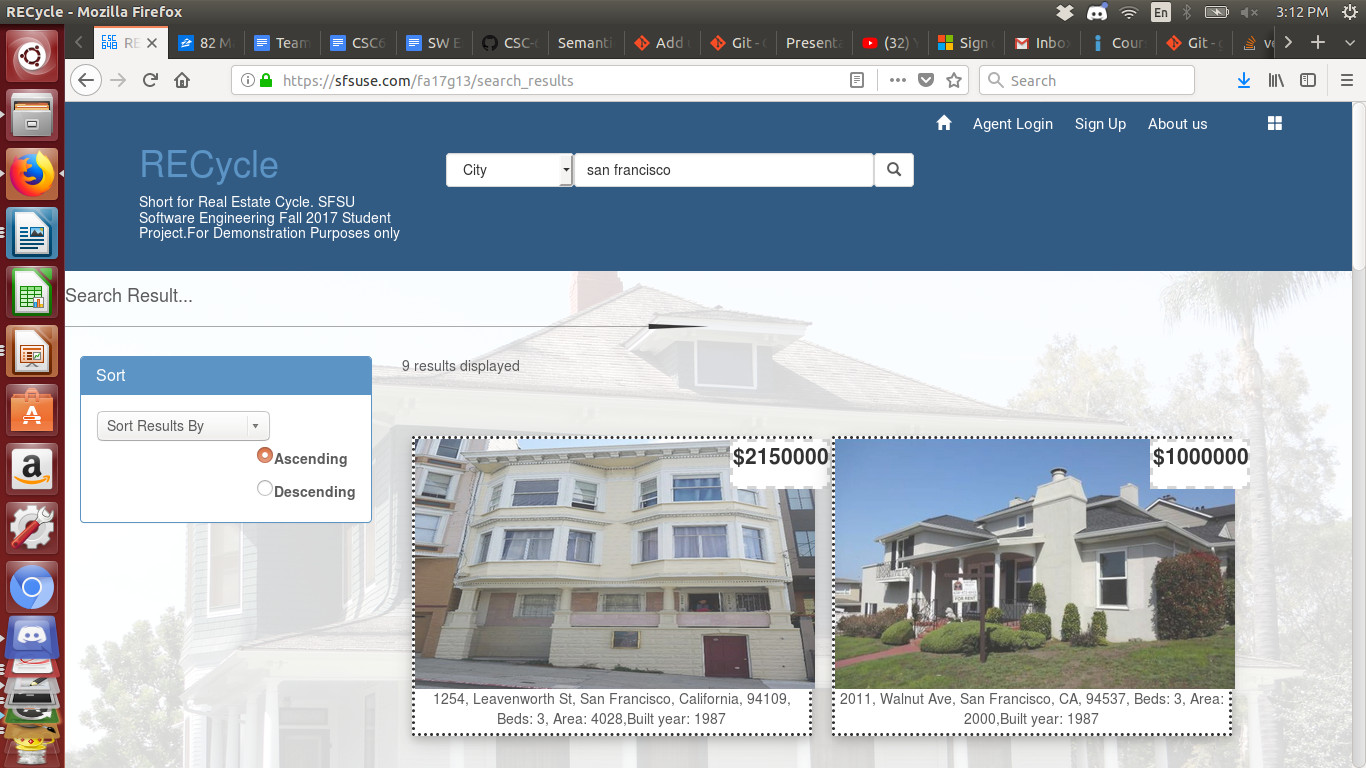 RECycle - Mozilla Firefox
En
3:12 PM
RE
82 M
Team
CSC6
SW E
CSC-
Semanti
Add
Git -
Presenta
(32) Y
Sign
Inbox
Cours
Git - g
https://sfsuse.com/fa17g13/search_results
Search
Agent Login
Sign Up
About us
RECycle
City
san francisco
Short for Real Estate Cycle. SFSU
Software Engineering Fall 2017 Student
Project.For Demonstration Purposes only
Search Result...
Sort
9 results displayed
Sort Results By
Ascending
Descending
$2150000
$1000000
FOR RENT
1254, Leavenworth St, San Francisco, California, 94109,
Beds: 3, Area: 4028,Built year: 1987
2011, Walnut Ave, San Francisco, CA, 94537, Beds: 3, Area:
2000,Built year: 1987